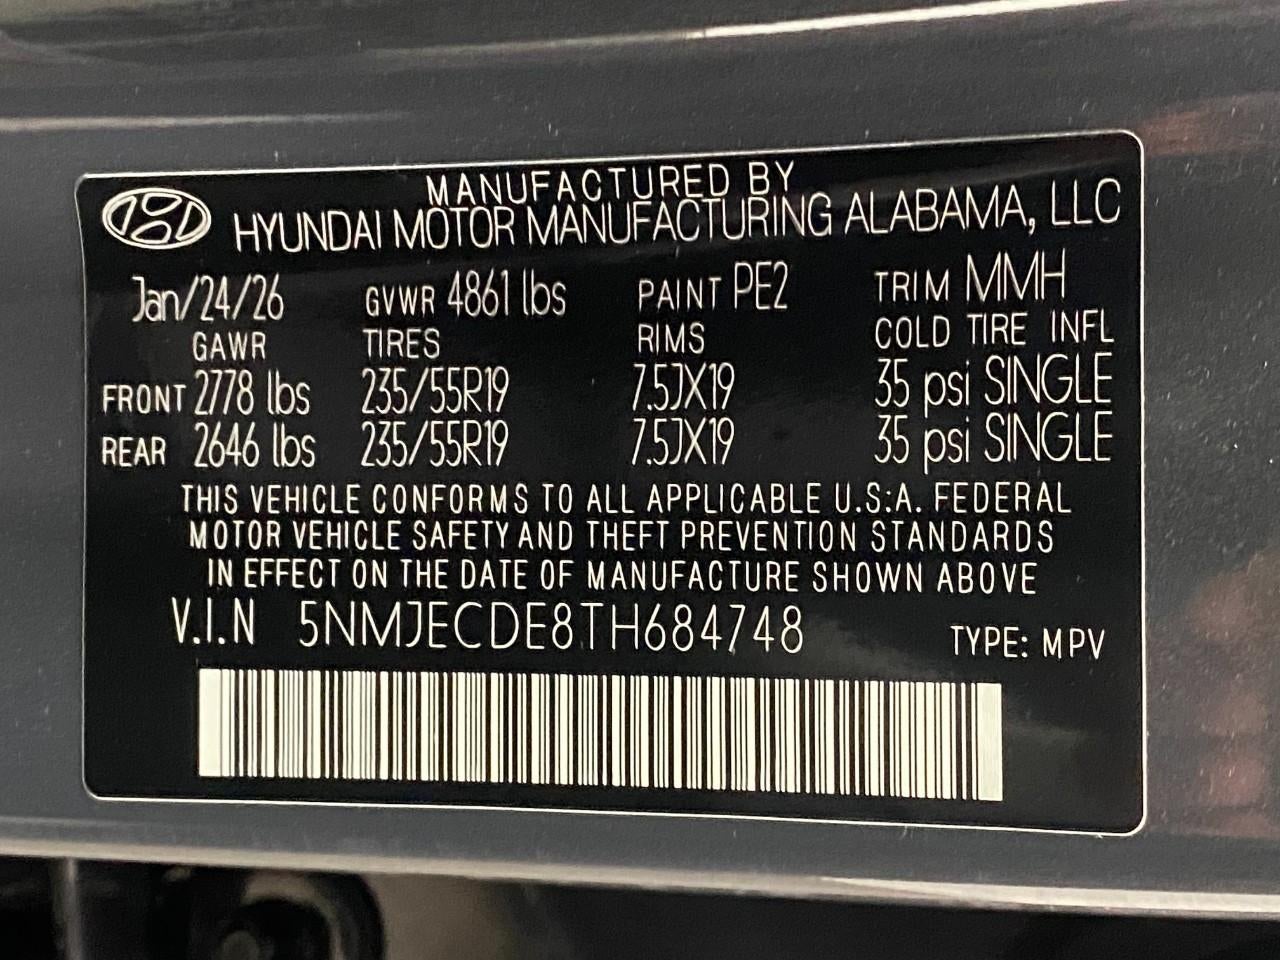 MANUFACTURED BY
HYUNDAI MOTOR MANUFACTURING ALABAMA, LLC
Jan/24/26 GVWR 4861 lbs PAINT PE2 TRIM MMH
GAWR TIRES RIMS COLD TIRE INFL
FRONT 2778 lbs 235/55R19 7.5JX19 35 psi SINGLE
REAR 2646 lbs 235/55R19 7.5JX19 35 psi SINGLE
THIS VEHICLE CONFORMS TO ALL APPLICABLE U.S:A. FEDERAL
MOTOR VEHICLE SAFETY AND THEFT PREVENTION STANDARDS
IN EFFECT ON THE DATE OF MANUFACTURE SHOWN ABOVE
V.I.N 5NMJECDE8TH684748 TYPE: MPV